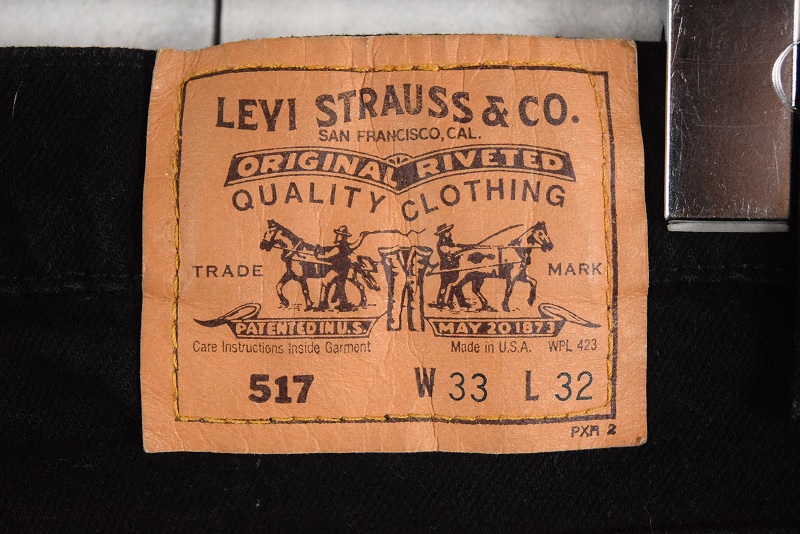 LEVI STRAUSS & CO.
SAN FRANCISCO, CAL.
ORIGINAL RIVETED
QUALITY CLOTHING
TRADE MARK
PATENTED IN U.S. MAY 20 1873
Care Instructions Inside Garment Made in U.S.A. WPL 423
517 W 33 L 32
PXR 2